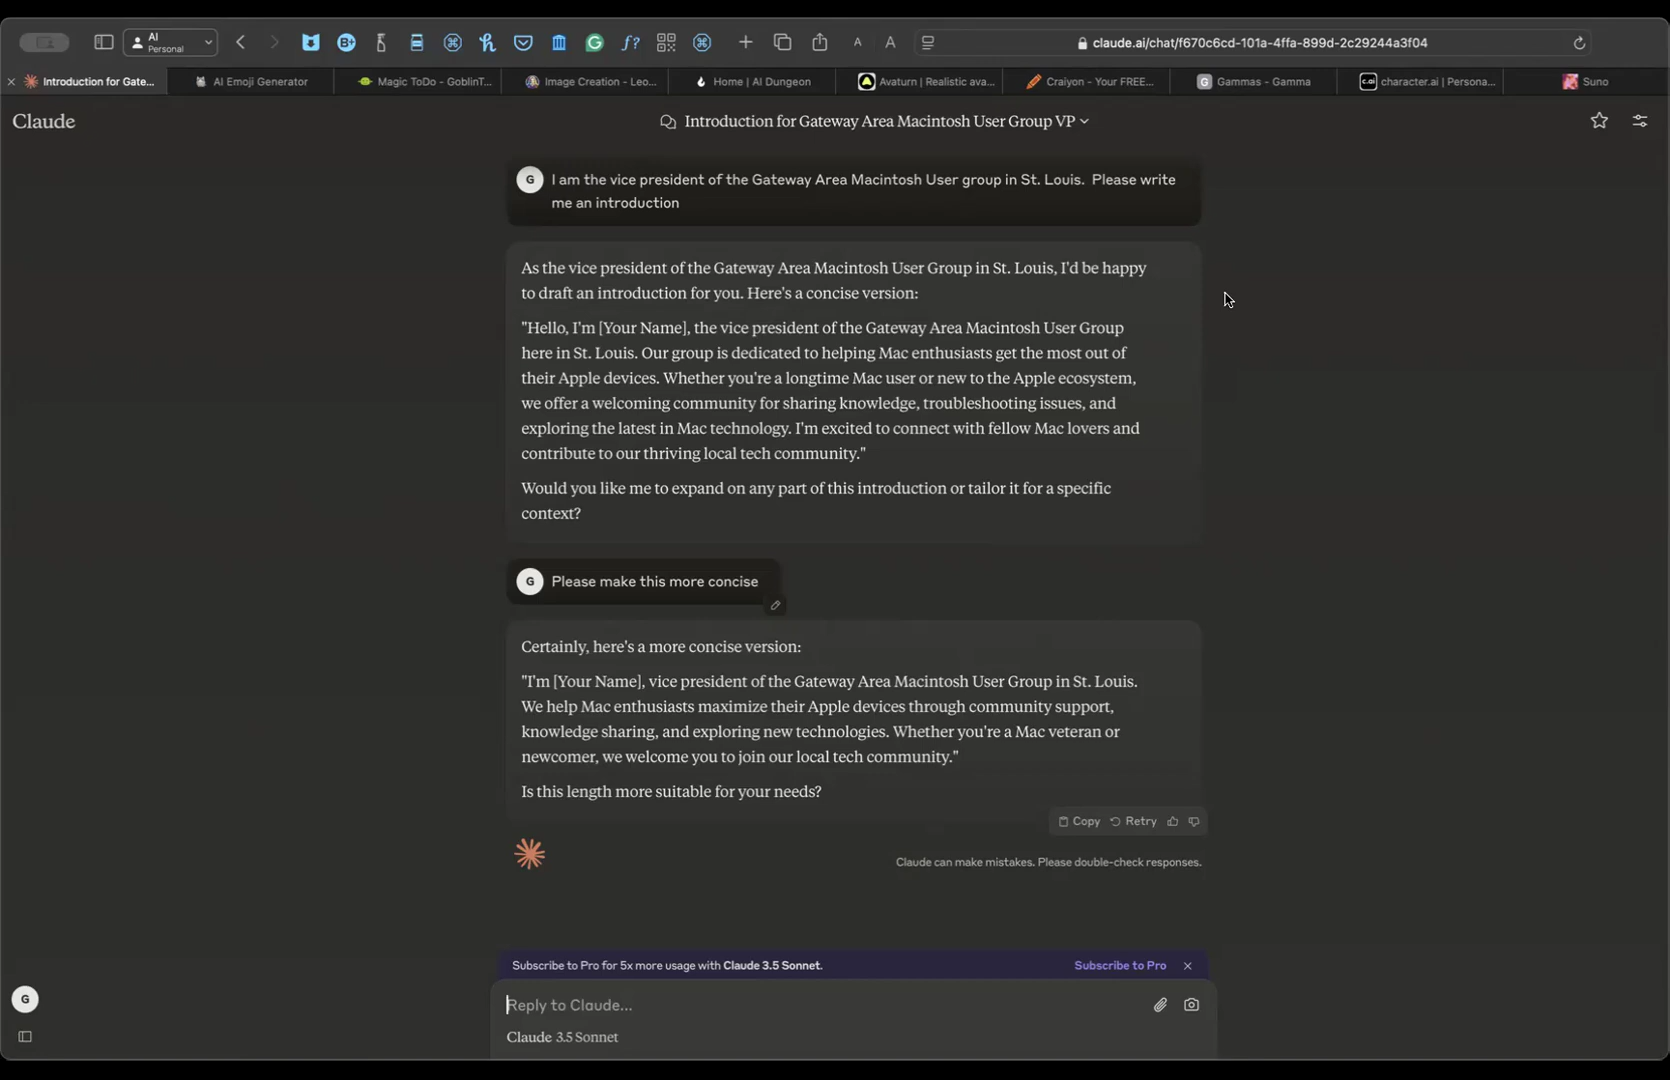 AI
Personal
claude.ai/chat/f670c6cd-101a-4ffa-899d-2c29244a3f04
Introduction for Gate...
AI Emoji Generator
Magic ToDo - GoblinT...
Image Creation - Leo...
Home | AI Dungeon
Avaturn | Realistic ava...
Craiyon - Your FREE...
Gammas - Gamma
character.ai | Persona...
Suno
Claude
Introduction for Gateway Area Macintosh User Group VP
G
I am the vice president of the Gateway Area Macintosh User group in St. Louis. Please write
me an introduction
As the vice president of the Gateway Area Macintosh User Group in St. Louis, I'd be happy
to draft an introduction for you. Here's a concise version:
"Hello, I'm [Your Name], the vice president of the Gateway Area Macintosh User Group
here in St. Louis. Our group is dedicated to helping Mac enthusiasts get the most out of
their Apple devices. Whether you're a longtime Mac user or new to the Apple ecosystem,
we offer a welcoming community for sharing knowledge, troubleshooting issues, and
exploring the latest in Mac technology. I'm excited to connect with fellow Mac lovers and
contribute to our thriving local tech community."
Would you like me to expand on any part of this introduction or tailor it for a specific
context?
G
Please make this more concise
Certainly, here's a more concise version:
"I'm [Your Name], vice president of the Gateway Area Macintosh User Group in St. Louis.
We help Mac enthusiasts maximize their Apple devices through community support,
knowledge sharing, and exploring new technologies. Whether you're a Mac veteran or
newcomer, we welcome you to join our local tech community."
Is this length more suitable for your needs?
Copy Retry
Claude can make mistakes. Please double-check responses.
Subscribe to Pro for 5x more usage with Claude 3.5 Sonnet.
Subscribe to Pro
G
Reply to Claude...
Claude 3.5 Sonnet